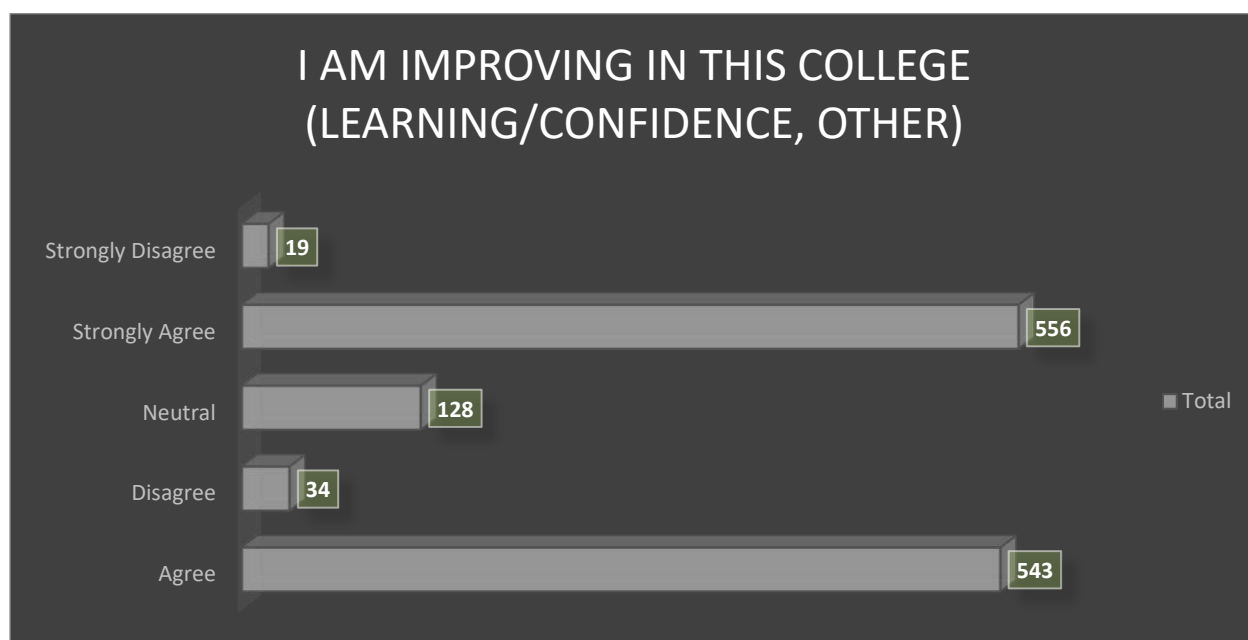 I AM IMPROVING IN THIS COLLEGE
(LEARNING/CONFIDENCE, OTHER)
Strongly Disagree
19
Strongly Agree
556
Neutral
128
Total
Disagree
34
Agree
543